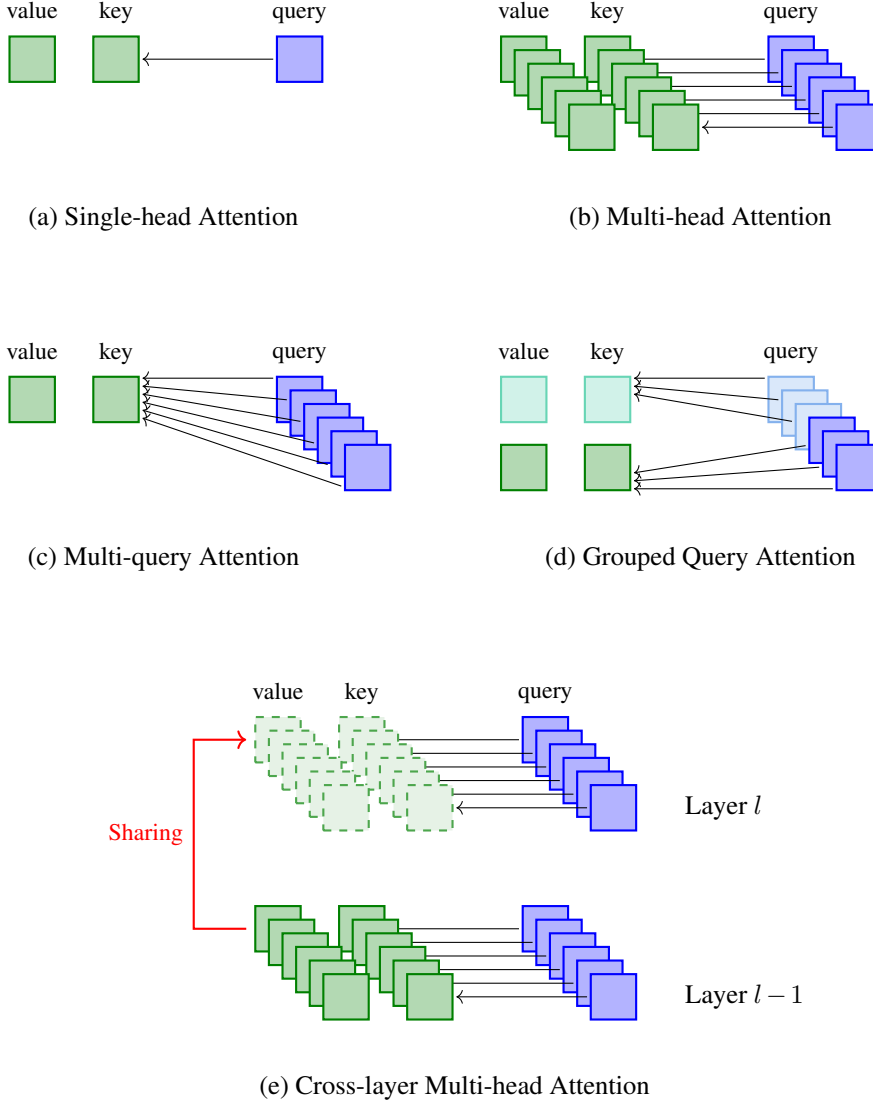 value key query
value key query
(a) Single-head Attention
(b) Multi-head Attention
value key query
value key query
(c) Multi-query Attention
(d) Grouped Query Attention
value key query
Sharing
Layer l
Layer l − 1
(e) Cross-layer Multi-head Attention